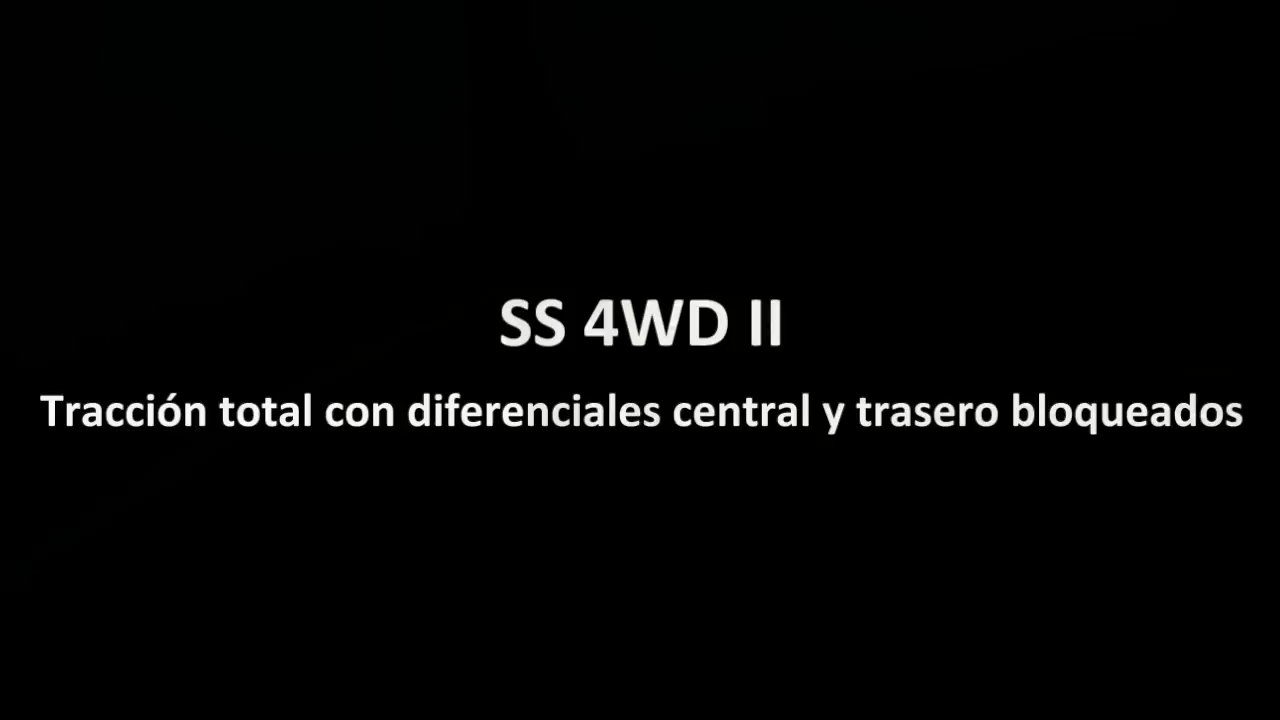 SS 4WD II
Tracción total con diferenciales central y trasero bloqueados